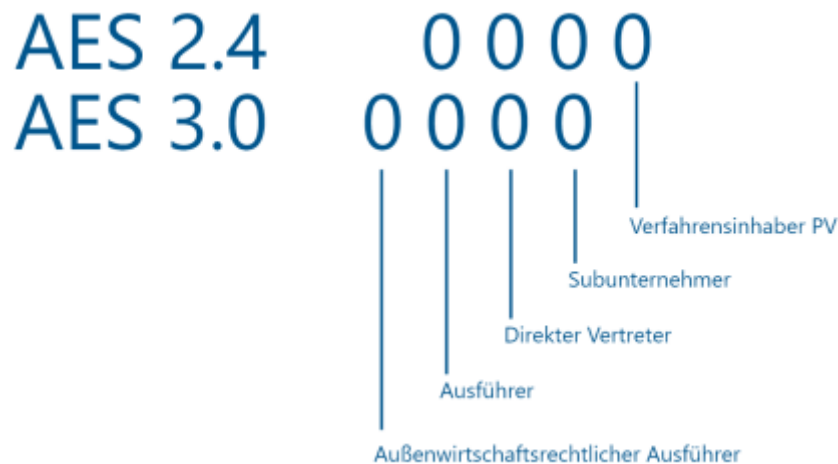 AES 2.4 0 0 0 0
AES 3.0 0 0 0 0
Verfahrensinhaber PV
Subunternehmer
Direkter Vertreter
Ausführer
Außenwirtschaftsrechtlicher Ausführer